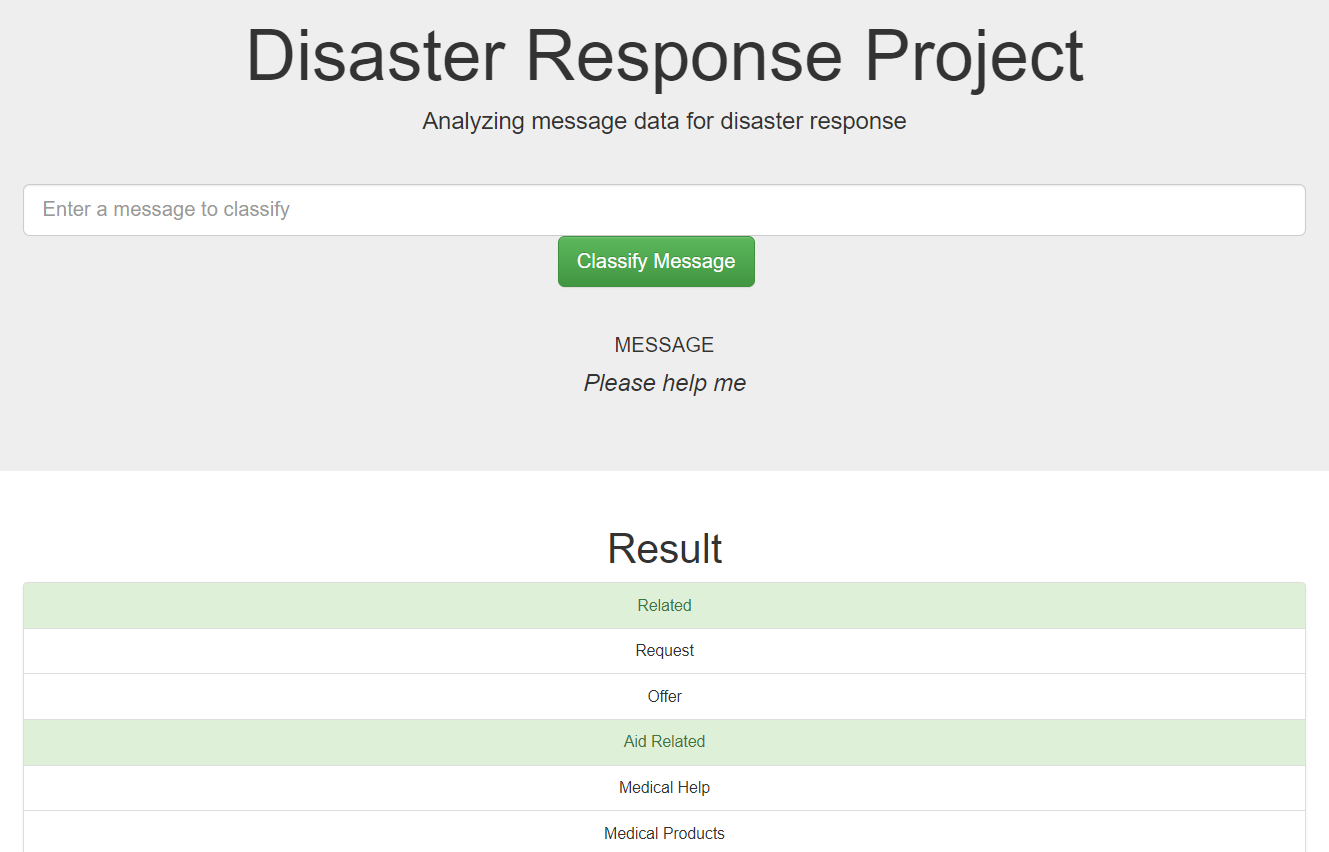 Disaster Response Project
Analyzing message data for disaster response
Enter a message to classify
Classify Message
MESSAGE
Please help me
Result
Related
Request
Offer
Aid Related
Medical Help
Medical Products